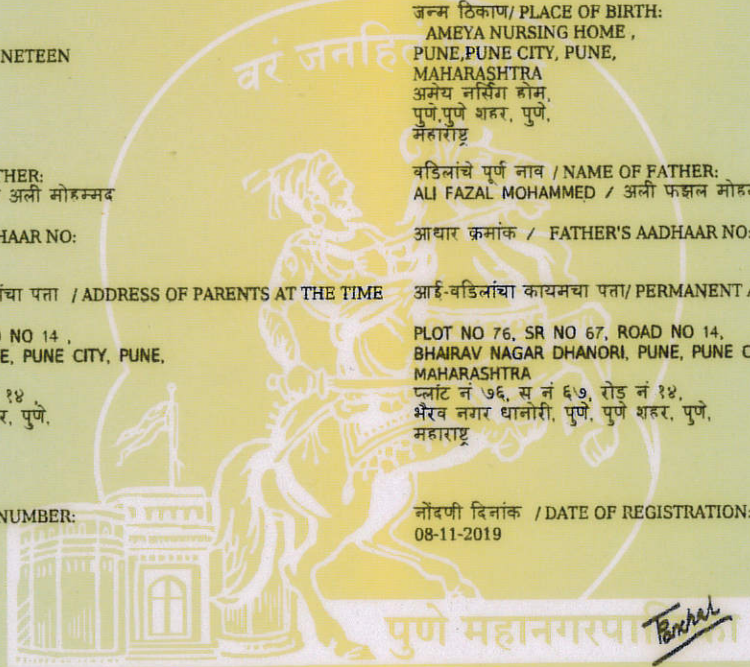 जन्म ठिकाण/ PLACE OF BIRTH:
AMEYA NURSING HOME ,
PUNE,PUNE CITY, PUNE,
MAHARASHTRA
अमेय नर्सिंग होम,
पुणे,पुणे शहर, पुणे,
महाराष्ट्र
NETEEN
वरं जनहि
THER:
अली मोहम्मद
वडिलांचे पूर्ण नाव / NAME OF FATHER:
ALI FAZAL MOHAMMED / अली फझल मोहम
HAAR NO:
आधार क्रमांक / FATHER'S AADHAAR NO:
ंचा पत्ता / ADDRESS OF PARENTS AT THE TIME
आई-वडिलांचा कायमचा पत्ता/ PERMANENT A
NO 14 ,
E, PUNE CITY, PUNE,
१४ ,
र, पुणे,
PLOT NO 76, SR NO 67, ROAD NO 14,
BHAIRAV NAGAR DHANORI, PUNE, PUNE C
MAHARASHTRA
प्लॉट नं ७६, स नं ६७, रोड नं १४,
भैरव नगर धानोरी, पुणे, पुणे शहर, पुणे,
महाराष्ट्र
NUMBER:
नोंदणी दिनांक / DATE OF REGISTRATION:
08-11-2019
पुणे महानगरपा